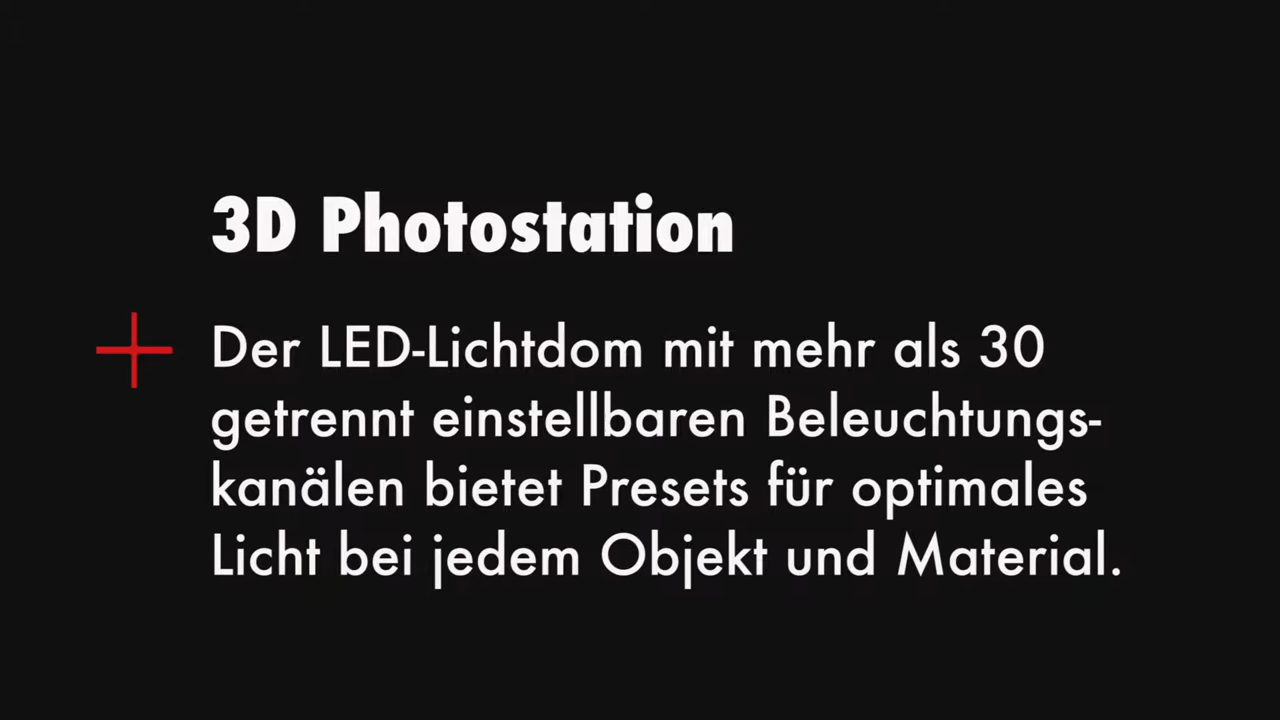 3D Photostation
Der LED-Lichtdom mit mehr als 30
getrennt einstellbaren Beleuchtungs-
kanälen bietet Presets für optimales
Licht bei jedem Objekt und Material.